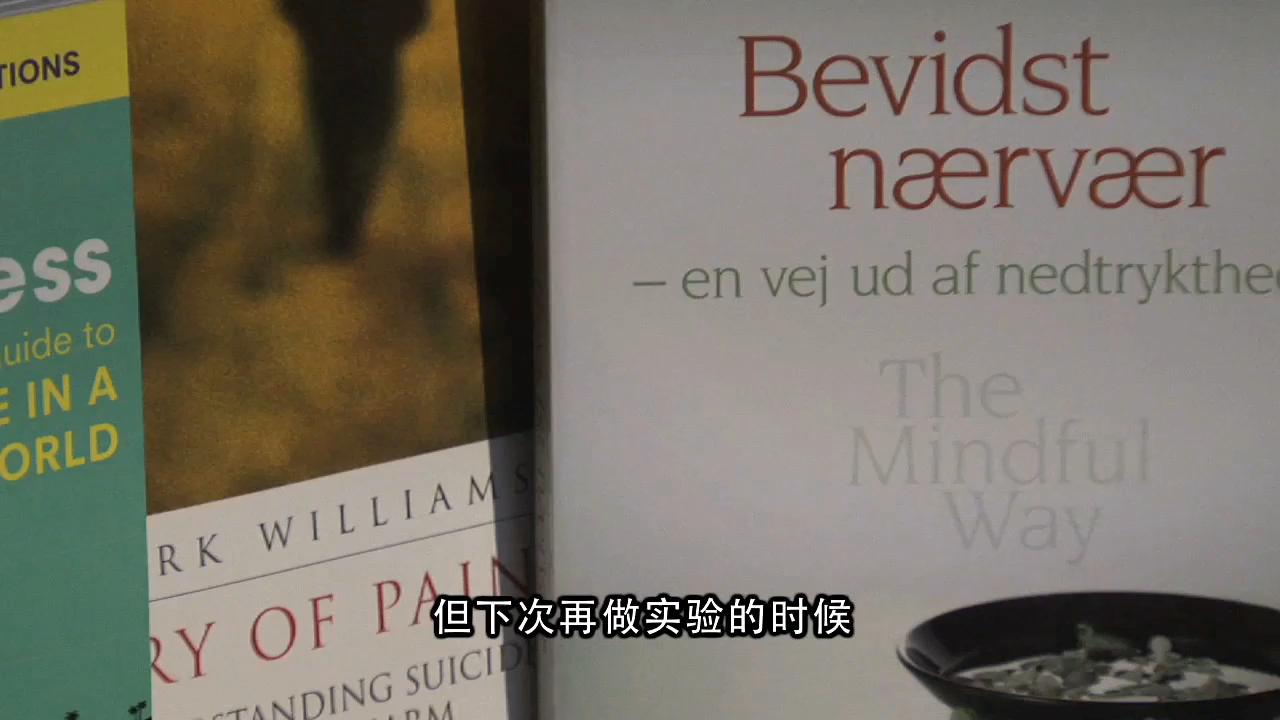 TIONS
ess
uide to
E IN A
ORLD
RK WILLIAMS
RY OF PAIN
STANDING SUICID
Bevidst
nærvær
– en vej ud af nedtrykthe
The
Mindful
Way
但下次再做实验的时候